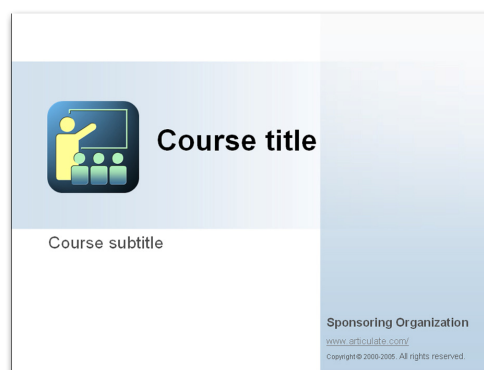 Course title
Course subtitle
Sponsoring Organization
www.articulate.com/
Copyright © 2000-2005. All rights reserved.